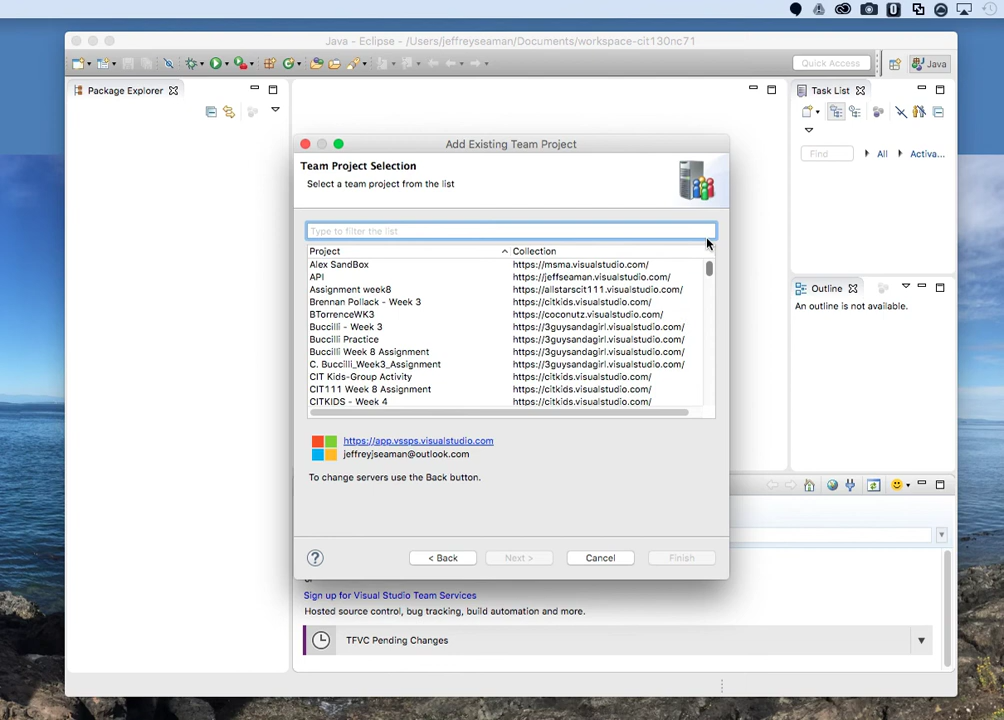 Java - Eclipse - /Users/jeffreyseaman/Documents/workspace-cit130nc71
Quick Access
Java
Package Explorer
Task List
Find
All
Activa...
Add Existing Team Project
Team Project Selection
Select a team project from the list
Type to filter the list
Project Collection
Alex SandBox https://msma.visualstudio.com/
API https://jeffseaman.visualstudio.com/
Assignment week8 https://allstarscit111.visualstudio.com/
Brennan Pollack - Week 3 https://citkids.visualstudio.com/
BTorrenceWK3 https://coconutz.visualstudio.com/
Buccilli - Week 3 https://3guysandagirl.visualstudio.com/
Buccilli Practice https://3guysandagirl.visualstudio.com/
Buccilli Week 8 Assignment https://3guysandagirl.visualstudio.com/
C. Buccilli_Week3_Assignment https://3guysandagirl.visualstudio.com/
CIT Kids-Group Activity https://citkids.visualstudio.com/
CIT111 Week 8 Assignment https://citkids.visualstudio.com/
CITKIDS - Week 4 https://citkids.visualstudio.com/
https://app.vssps.visualstudio.com
jeffreyjseaman@outlook.com
To change servers use the Back button.
?
< Back
Next >
Cancel
Finish
Outline
An outline is not available.
or
Sign up for Visual Studio Team Services
Hosted source control, bug tracking, build automation and more.
TFVC Pending Changes